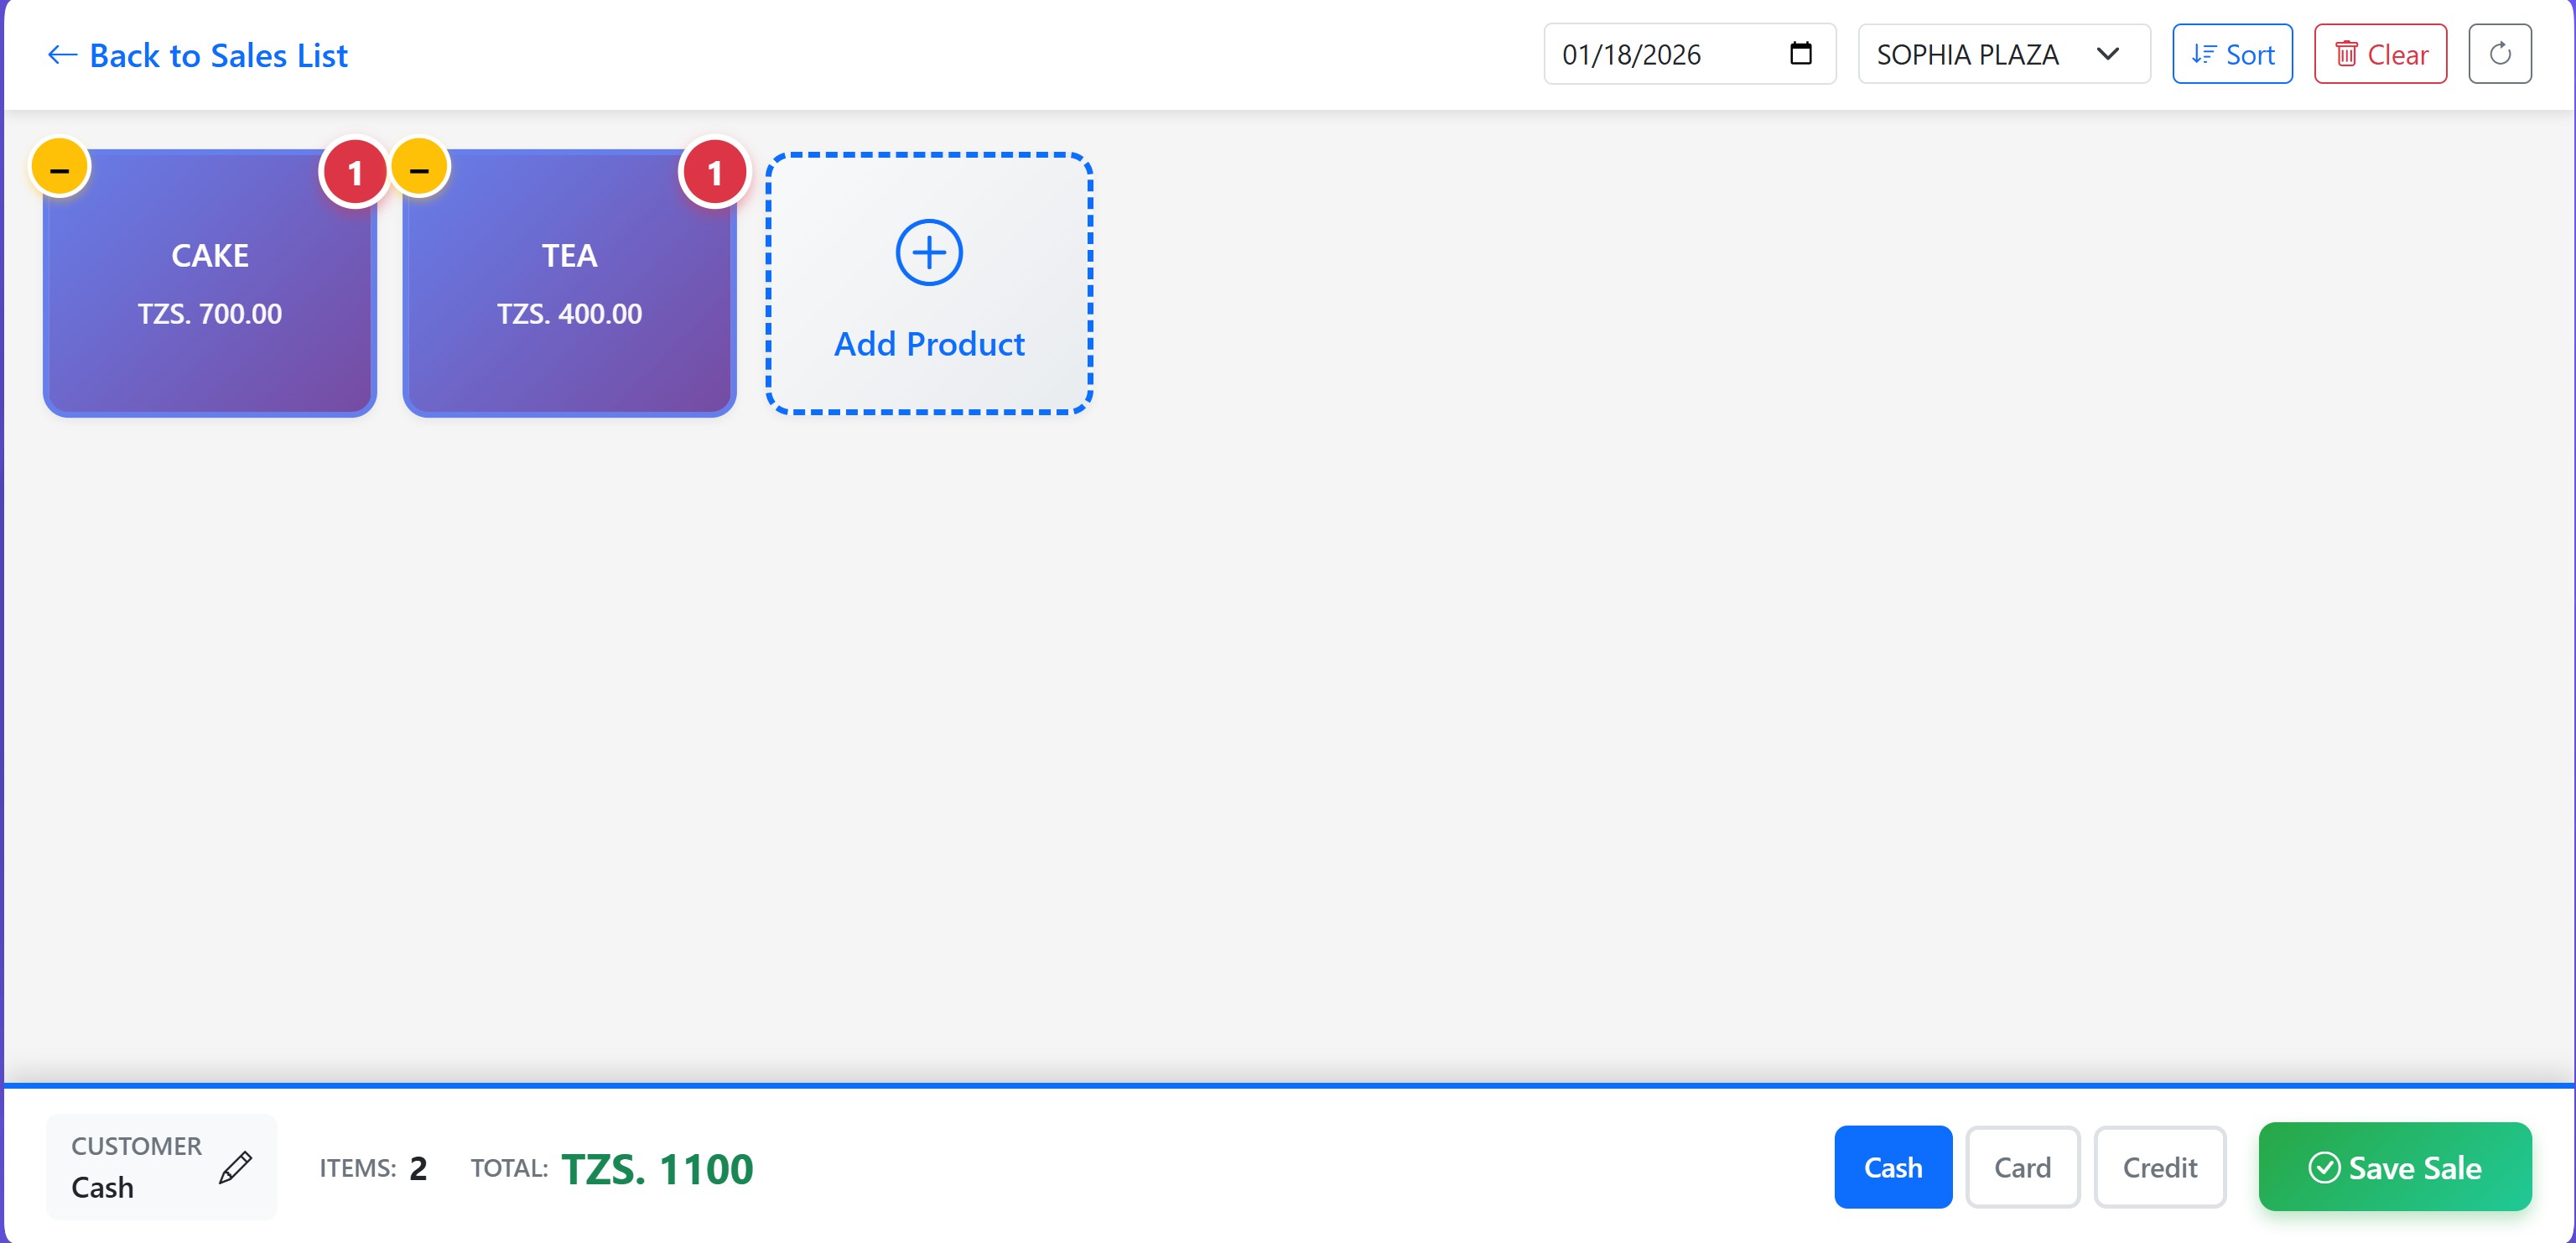 Back to Sales List
01/18/2026
SOPHIA PLAZA
Sort
Clear
1
1
CAKE
TZS. 700.00
TEA
TZS. 400.00
Add Product
CUSTOMER
Cash
ITEMS: 2
TOTAL: TZS. 1100
Cash
Card
Credit
Save Sale